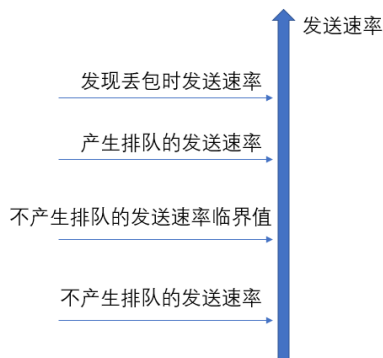 发送速率
发现丢包时发送速率
产生排队的发送速率
不产生排队的发送速率临界值
不产生排队的发送速率